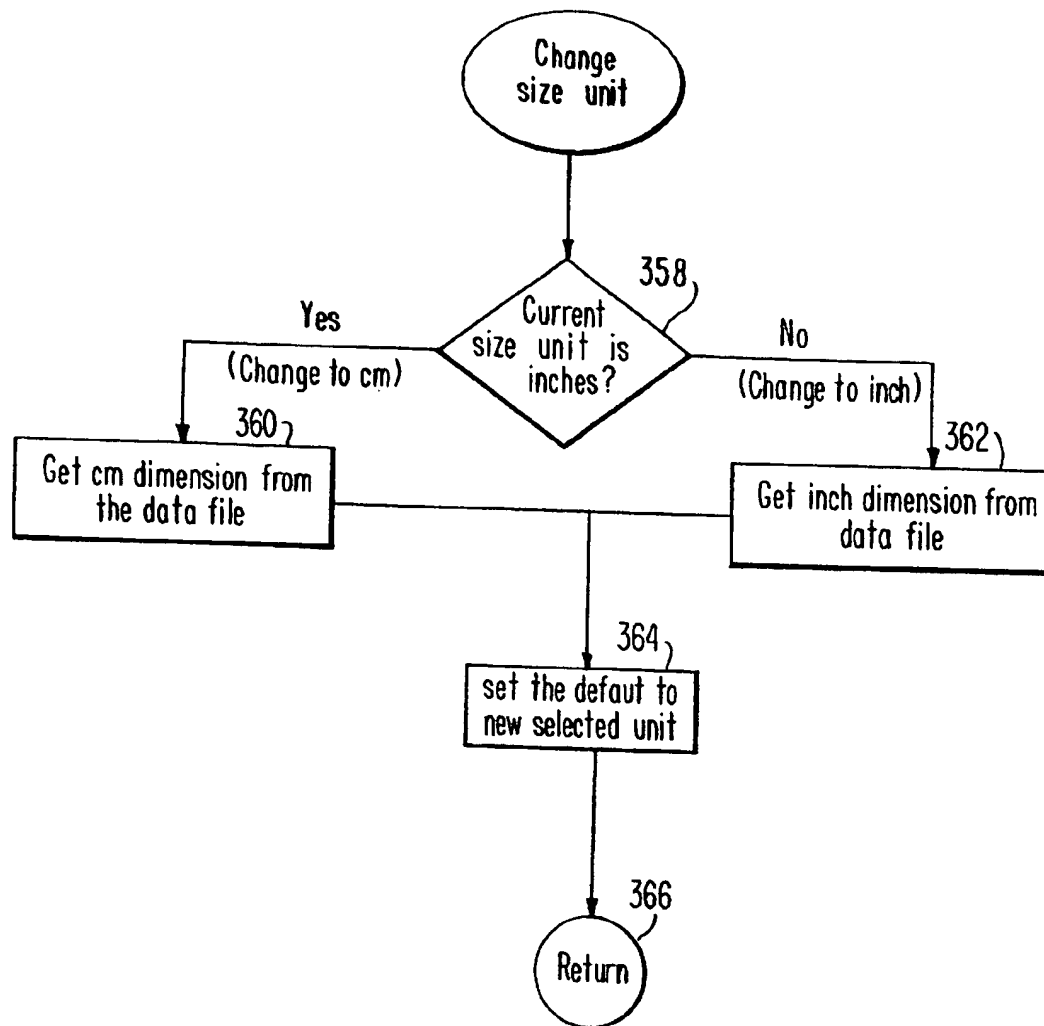 Change
size unit
358
Current
size unit is
inches?
Yes
(Change to cm)
No
(Change to inch)
360
Get cm dimension from
the data file
362
Get inch dimension from
data file
364
set the defaut to
new selected unit
366
Return